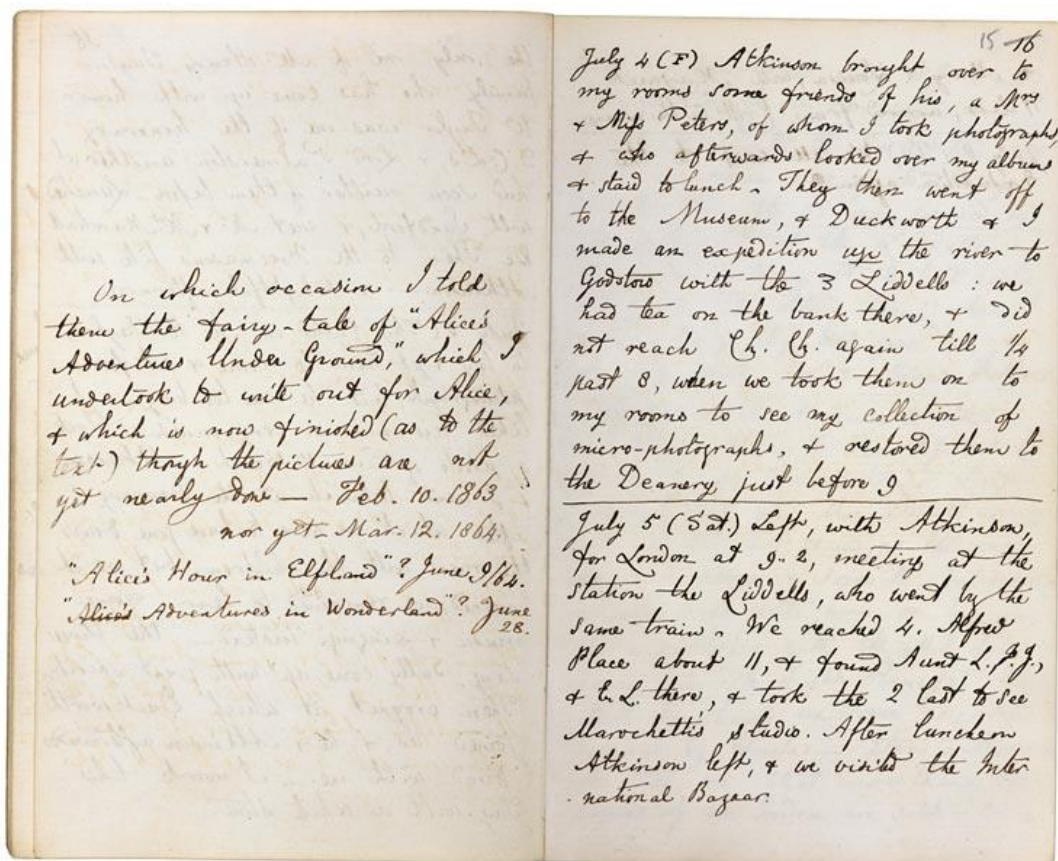 On which occasion I told
them the fairy-tale of "Alice's
Adventures Under Ground," which I
undertook to write out for Alice,
& which is now finished (as to the
text) though the pictures are not
yet nearly done — Feb. 10. 1863
nor yet — Mar. 12. 1864.
"Alice's Hour in Elfland"? June 9/64.
"Alice's Adventures in Wonderland"? June
28.
15 16
July 4 (F) Atkinson brought over to
my rooms some friends of his, a Mrs
& Miss Peters, of whom I took photographs,
& who afterwards looked over my albums
& staid to lunch. They then went off
to the Museum, & Duckworth & I
made an expedition up the river to
Godstow with the 3 Liddells: we
had tea on the bank there, & did
not reach Ch. Ch. again till 1/4
past 8, when we took them on to
my rooms to see my collection of
micro-photographs, & restored them to
the Deanery just before 9
July 5 (Sat.) Left, with Atkinson,
for London at 9.2, meeting at the
station the Liddells, who went by the
same train. We reached 4. Alfred
Place about 11, & found Aunt L., P.J.,
& E.L. there, & took the 2 last to see
Marochetti's studio. After luncheon
Atkinson left, & we visited the Inter
national Bazaar.